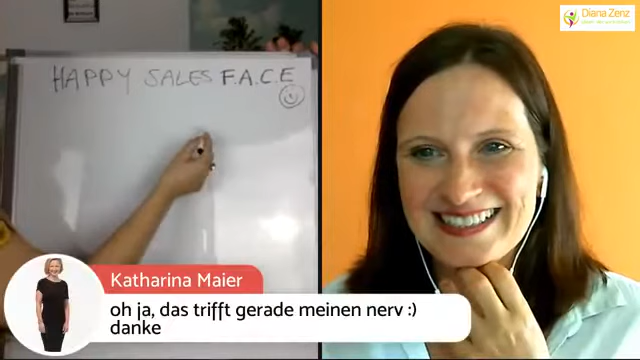 Diana Zenz
HAPPY SALES F.A.C.E
Katharina Maier
oh ja, das trifft gerade meinen nerv :)
danke